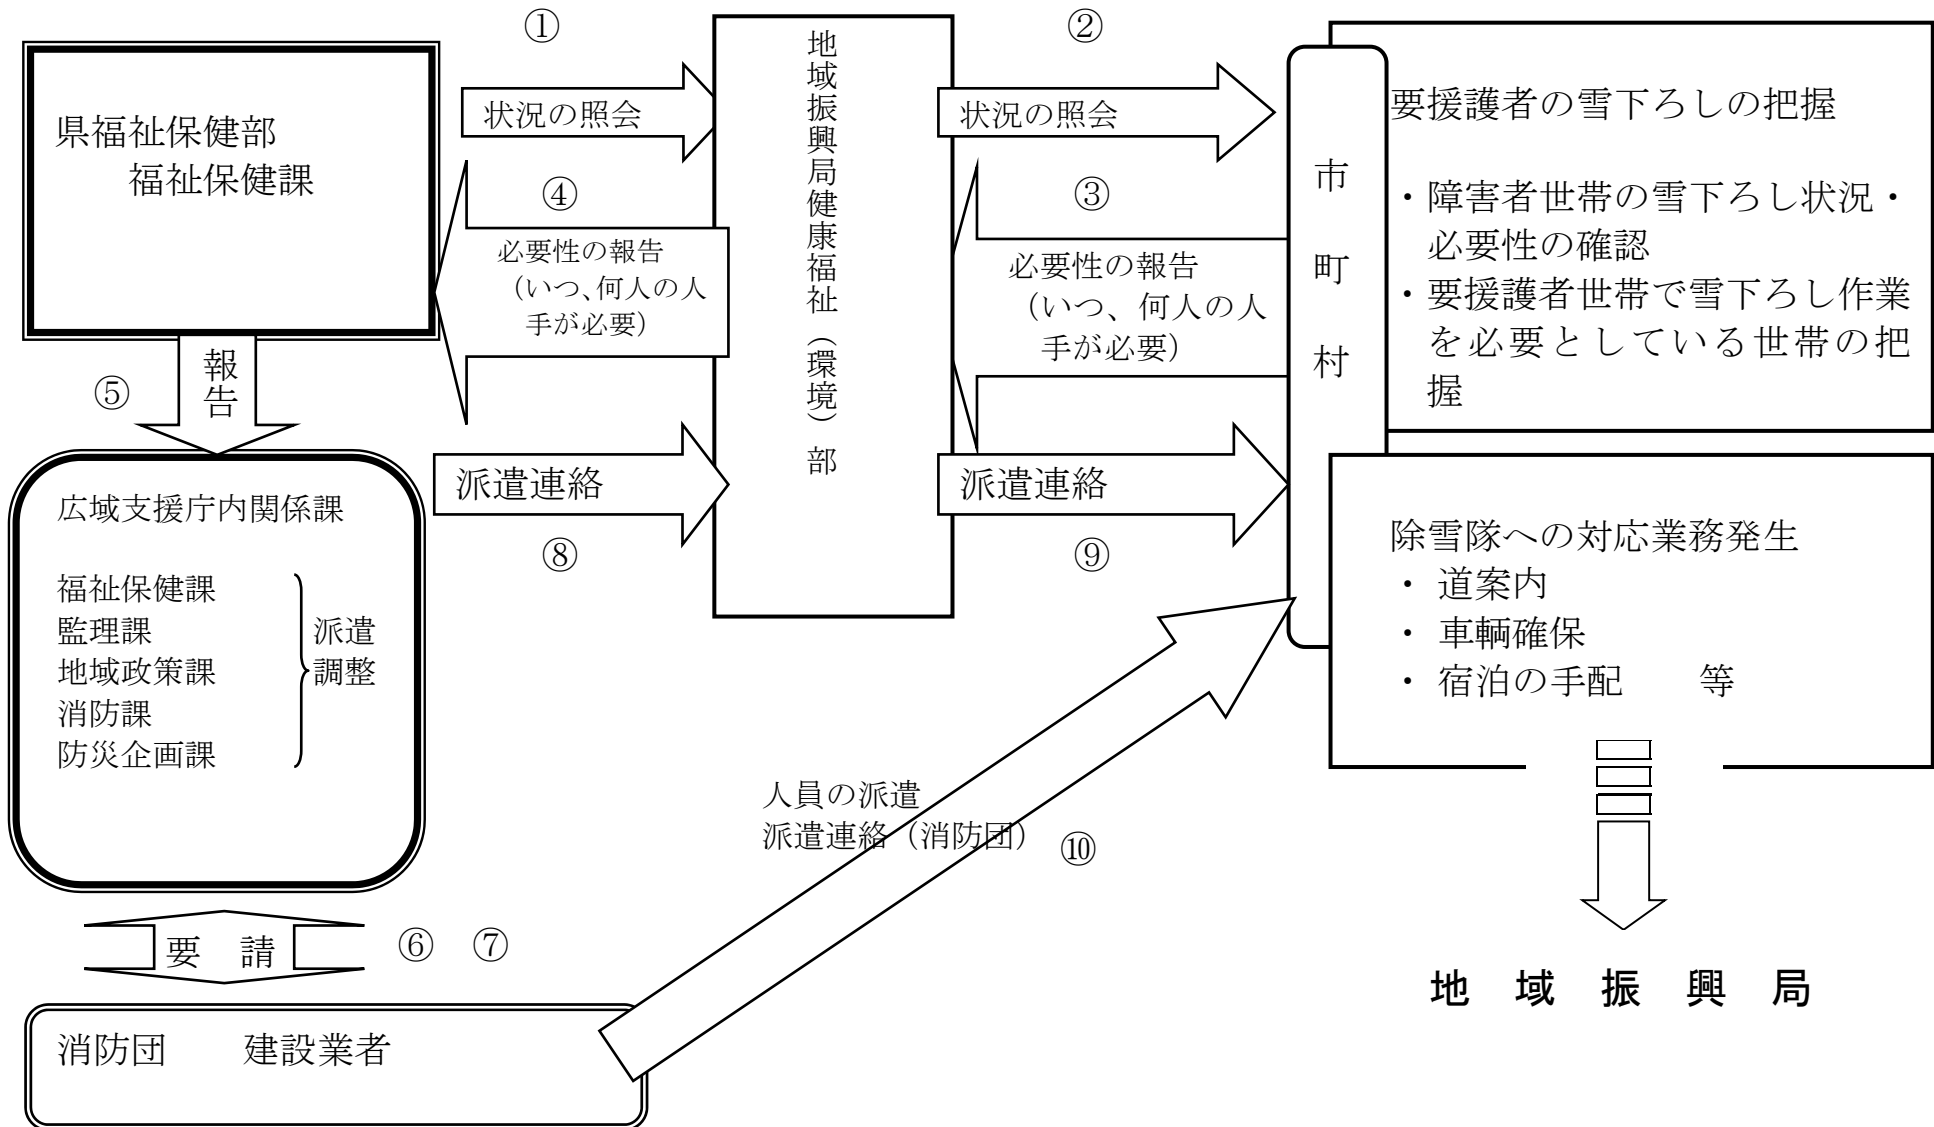 ①
②
県福祉保健部
福祉保健課
状況の照会
地域振興局健康福祉（環境）部
状況の照会
市町村
要援護者の雪下ろしの把握
・障害者世帯の雪下ろし状況・
必要性の確認
・要援護者世帯で雪下ろし作業
を必要としている世帯の把
握
④
必要性の報告
（いつ、何人の人
手が必要）
③
必要性の報告
（いつ、何人の人
手が必要）
⑤
報告
派遣連絡
⑧
派遣連絡
⑨
広域支援庁内関係課
福祉保健課
監理課
地域政策課
消防課
防災企画課
派遣
調整
除雪隊への対応業務発生
・ 道案内
・ 車輌確保
・ 宿泊の手配　　等
人員の派遣
派遣連絡（消防団）
⑩
要　請
⑥　⑦
消防団　　建設業者
地　域　振　興　局